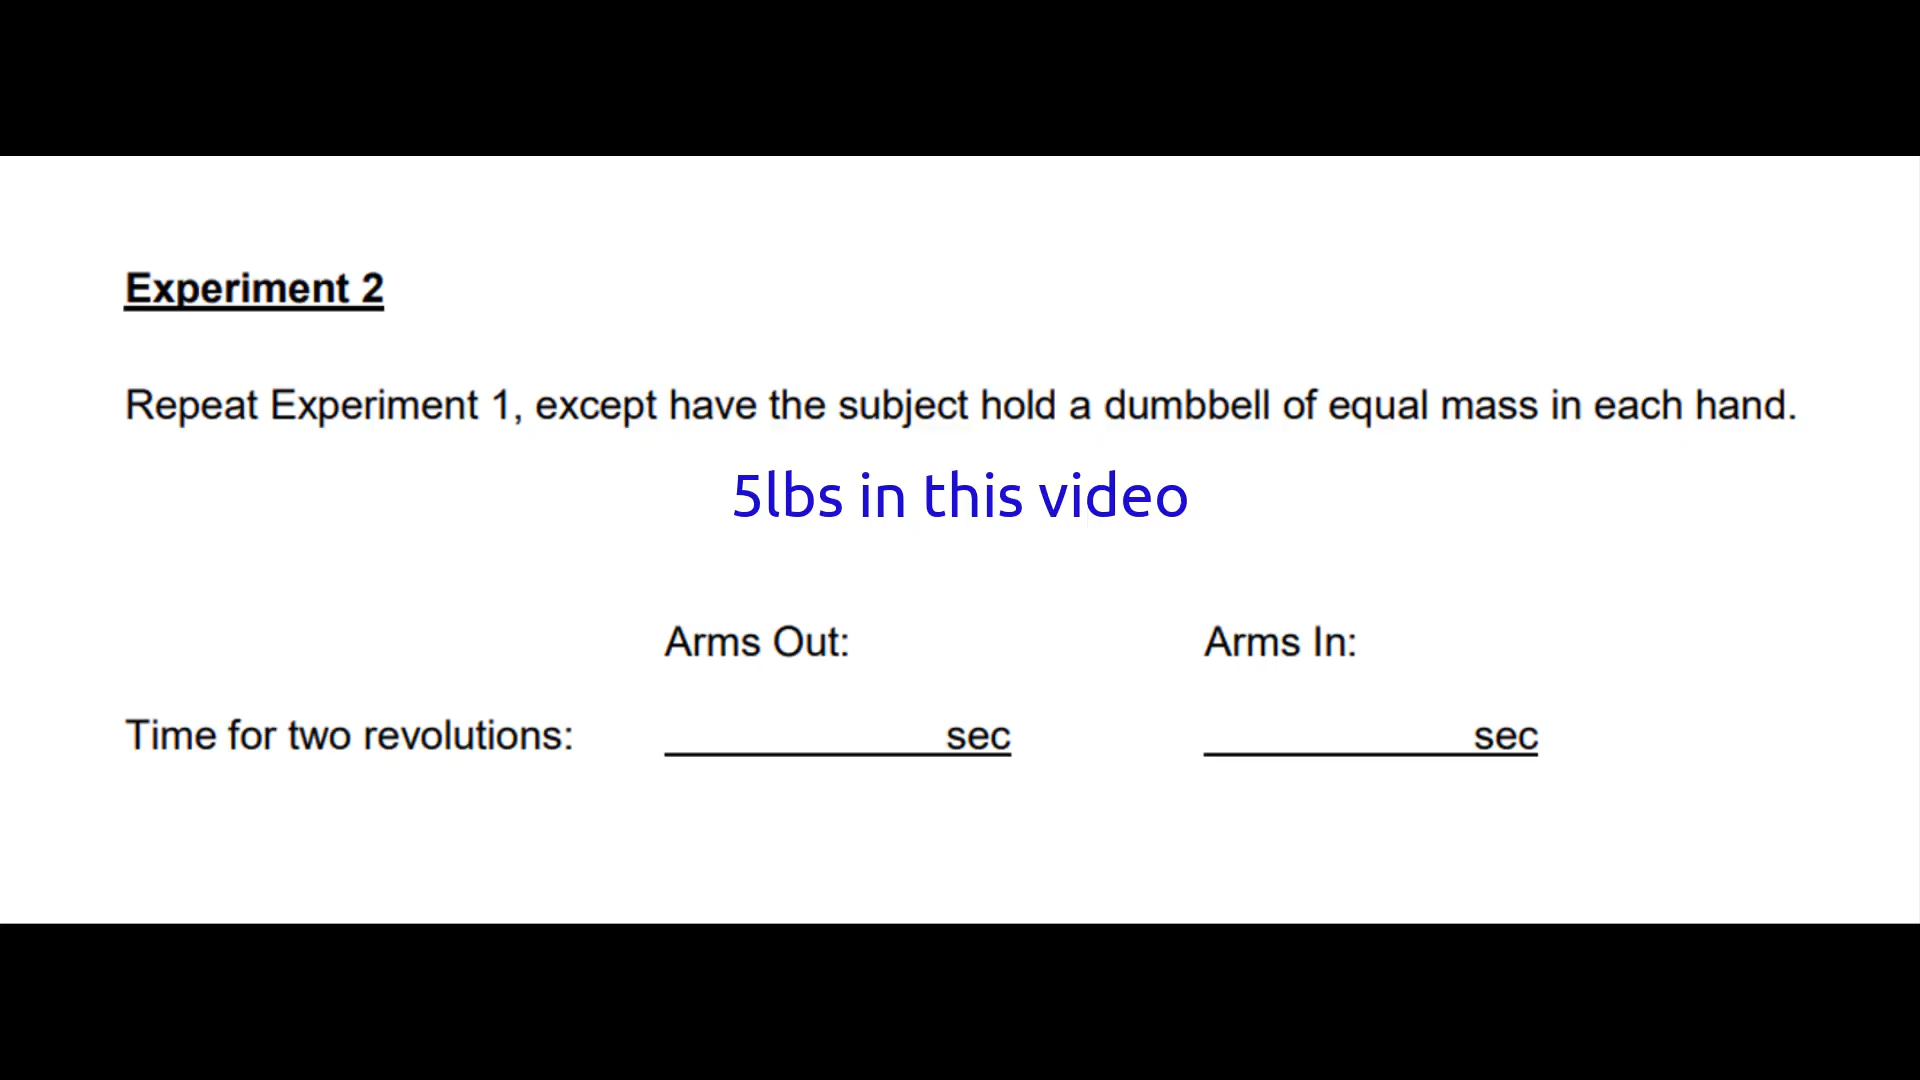 Experiment 2
Repeat Experiment 1, except have the subject hold a dumbbell of equal mass in each hand.
5lbs in this video
Arms Out: Arms In:
Time for two revolutions: sec sec